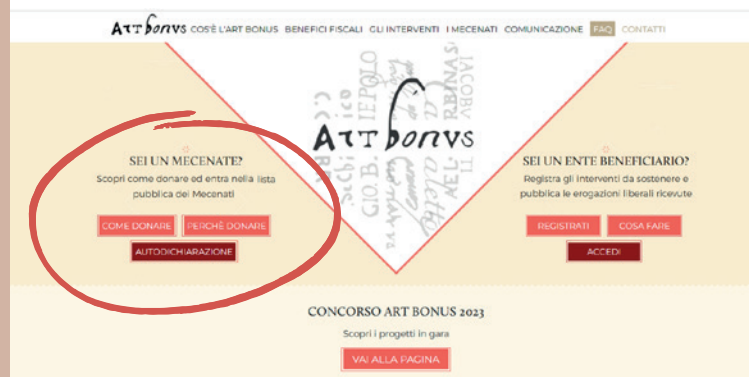 ART bonus COS'È L'ART BONUS BENEFICI FISCALI GLI INTERVENTI I MECENATI COMUNICAZIONE FAQ CONTATTI
ART bonus
GIO. B. TIEPOLO
SEI UN MECENATE?
Scopri come donare ed entra nella lista
pubblica dei Mecenati
COME DONARE PERCHÈ DONARE
AUTODICHIARAZIONE
SEI UN ENTE BENEFICIARIO?
Registra gli interventi da sostenere e
pubblica le erogazioni liberali ricevute
REGISTRATI COSA FARE
ACCEDI
CONCORSO ART BONUS 2023
Scopri i progetti in gara
VAI ALLA PAGINA